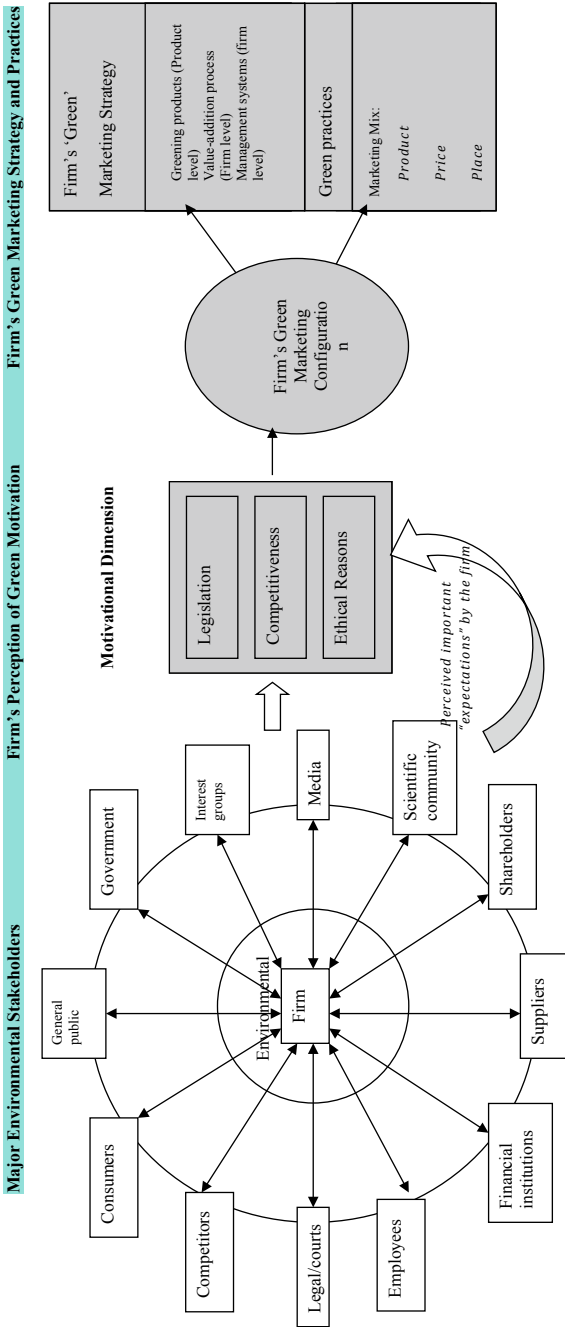 Major Environmental Stakeholders
Firm's Perception of Green Motivation
Firm's Green Marketing Strategy and Practices
General
public
Government
Interest
groups
Media
Scientific
community
Shareholders
Suppliers
Financial
institutions
Employees
Legal/courts
Competitors
Consumers
Environmental
Firm
Motivational Dimension
Legislation
Competitiveness
Ethical Reasons
Perceived important
"expectations" by the firm
Firm's Green
Marketing
Configuratio
n
Firm's 'Green'
Marketing Strategy
Greening products (Product
level)
Value-addition process
(Firm level)
Management systems (firm
level)
Green practices
Marketing Mix:
Product
Price
Place